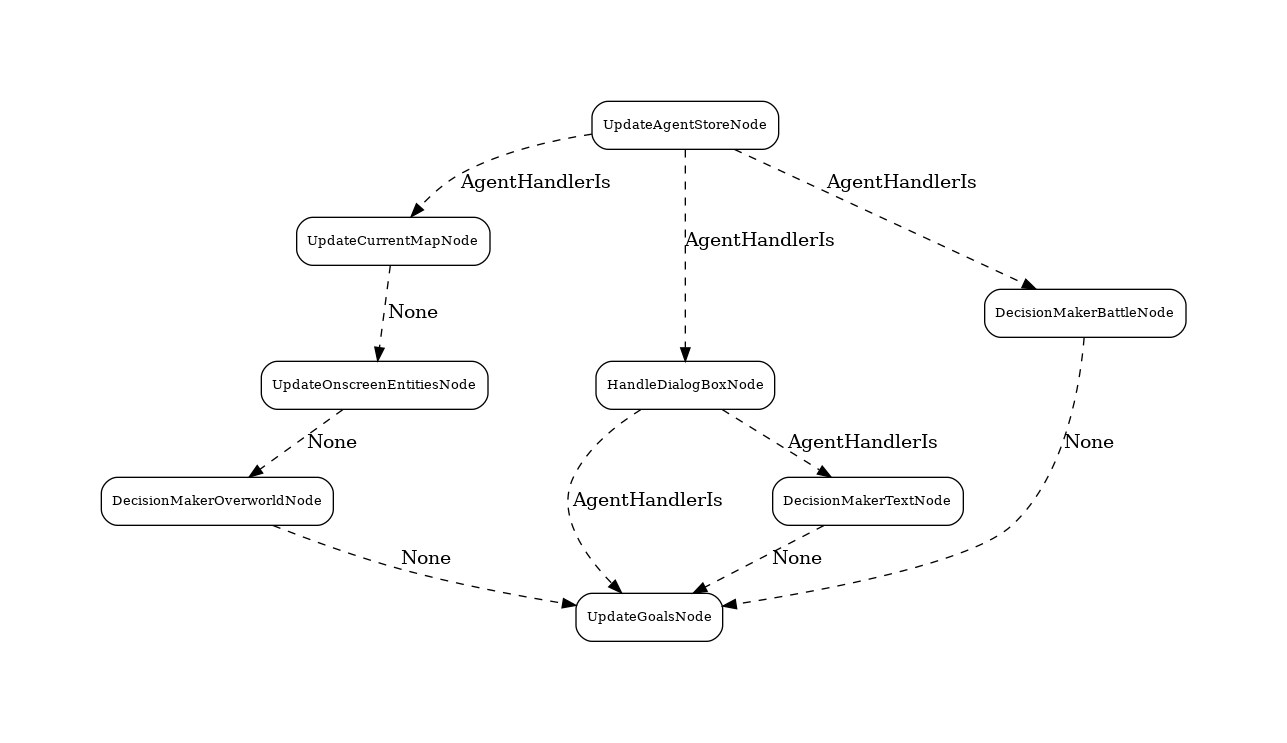 UpdateAgentStoreNode
AgentHandlerIs
AgentHandlerIs
UpdateCurrentMapNode
AgentHandlerIs
None
DecisionMakerBattleNode
UpdateOnscreenEntitiesNode
HandleDialogBoxNode
None
AgentHandlerIs
None
DecisionMakerOverworldNode
AgentHandlerIs
DecisionMakerTextNode
None
None
UpdateGoalsNode